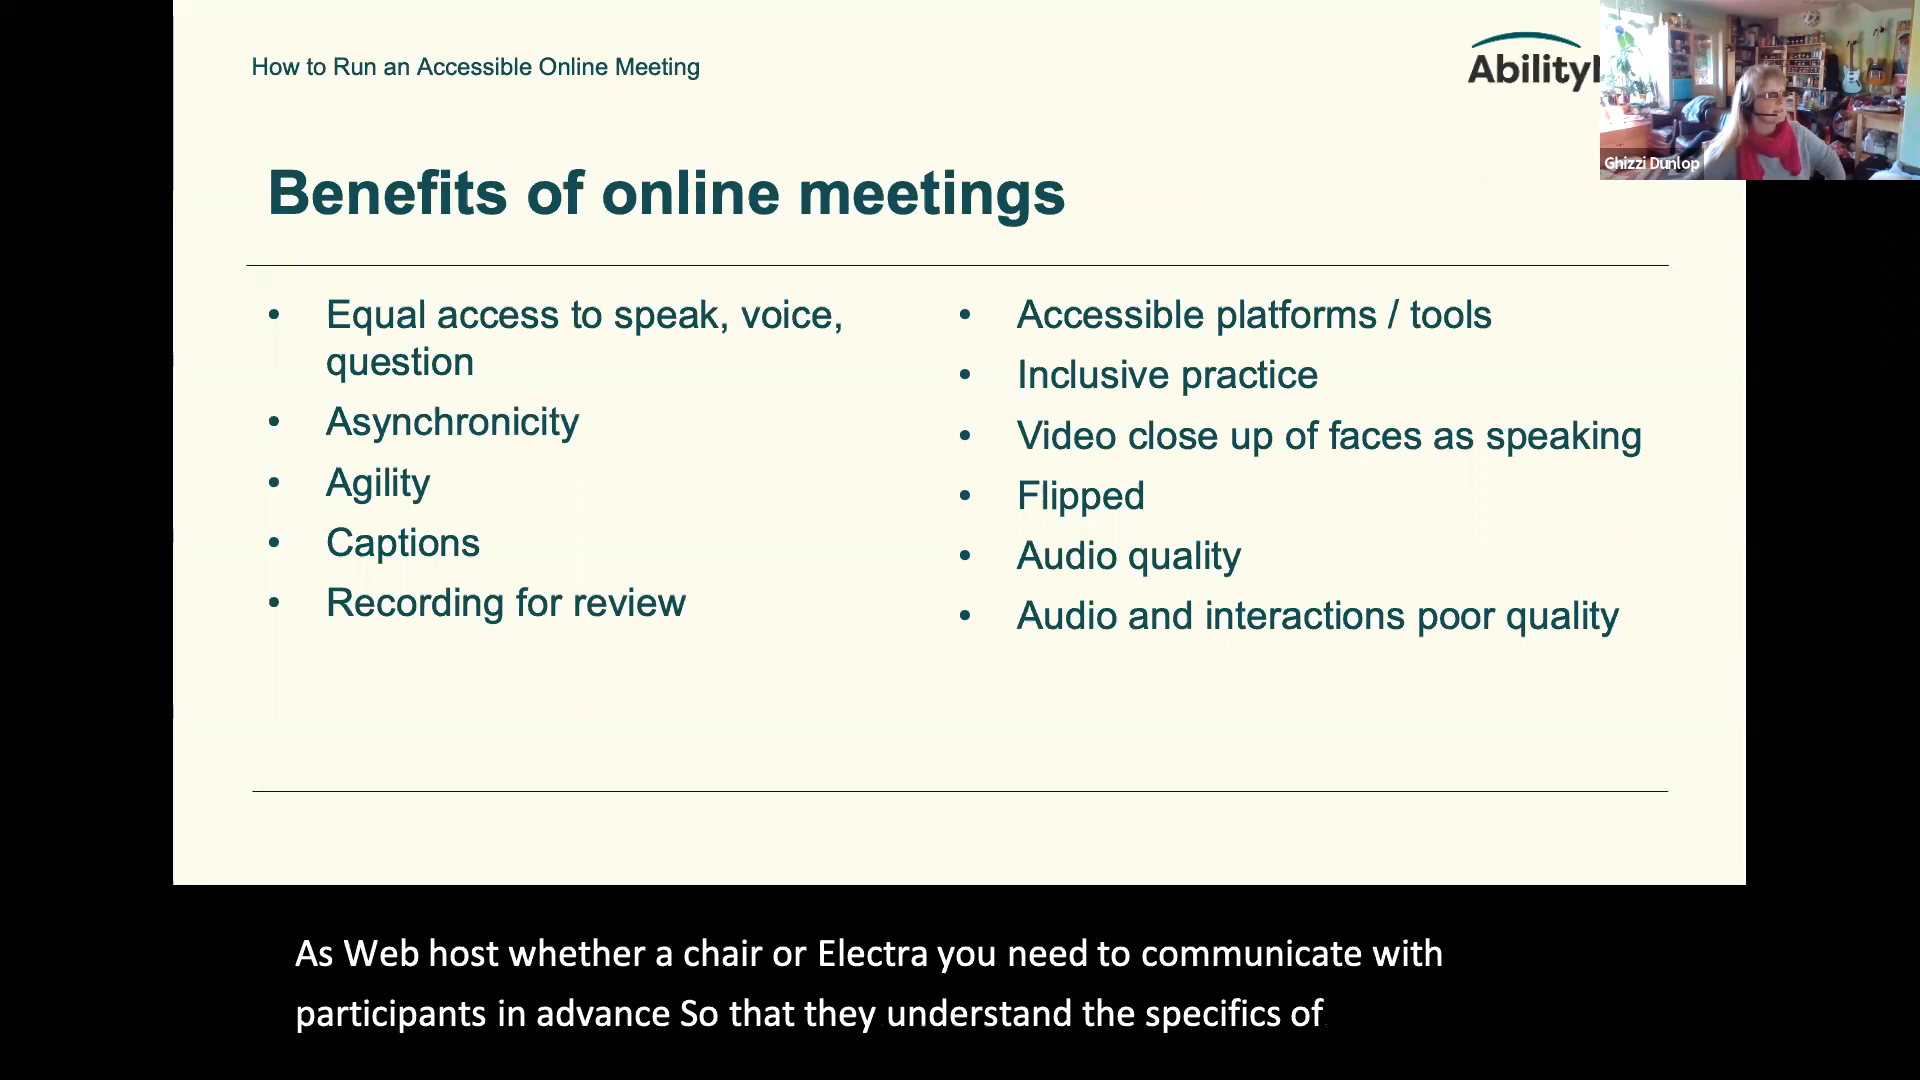 How to Run an Accessible Online Meeting
Ability
Ghizzi Dunlop
Benefits of online meetings
• Equal access to speak, voice,
question
• Asynchronicity
• Agility
• Captions
• Recording for review
• Accessible platforms / tools
• Inclusive practice
• Video close up of faces as speaking
• Flipped
• Audio quality
• Audio and interactions poor quality
As Web host whether a chair or Electra you need to communicate with
participants in advance So that they understand the specifics of